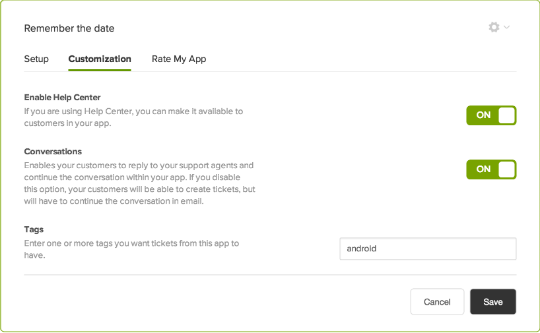 Remember the date
Setup Customization Rate My App
Enable Help Center
If you are using Help Center, you can make it available to
customers in your app.
ON
Conversations
Enables your customers to reply to your support agents and
continue the conversation within your app. If you disable
this option, your customers will be able to create tickets, but
will have to continue the conversation in email.
ON
Tags
Enter one or more tags you want tickets from this app to
have.
android
Cancel Save